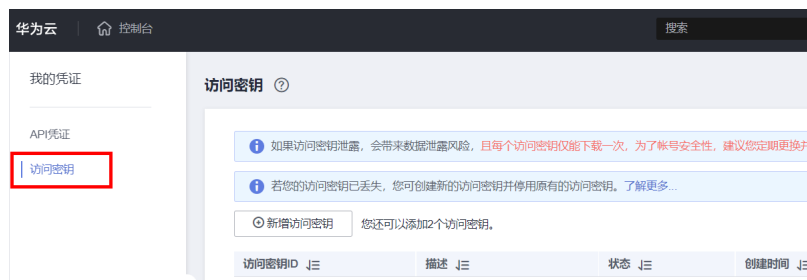 华为云 控制台 搜索
我的凭证
访问密钥
API凭证
访问密钥
如果访问密钥泄露，会带来数据泄露风险，且每个访问密钥仅能下载一次，为了帐号安全性，建议您定期更换并
若您的访问密钥已丢失，您可创建新的访问密钥并停用原有的访问密钥。了解更多...
新增访问密钥 您还可以添加2个访问密钥。
访问密钥ID 描述 状态 创建时间